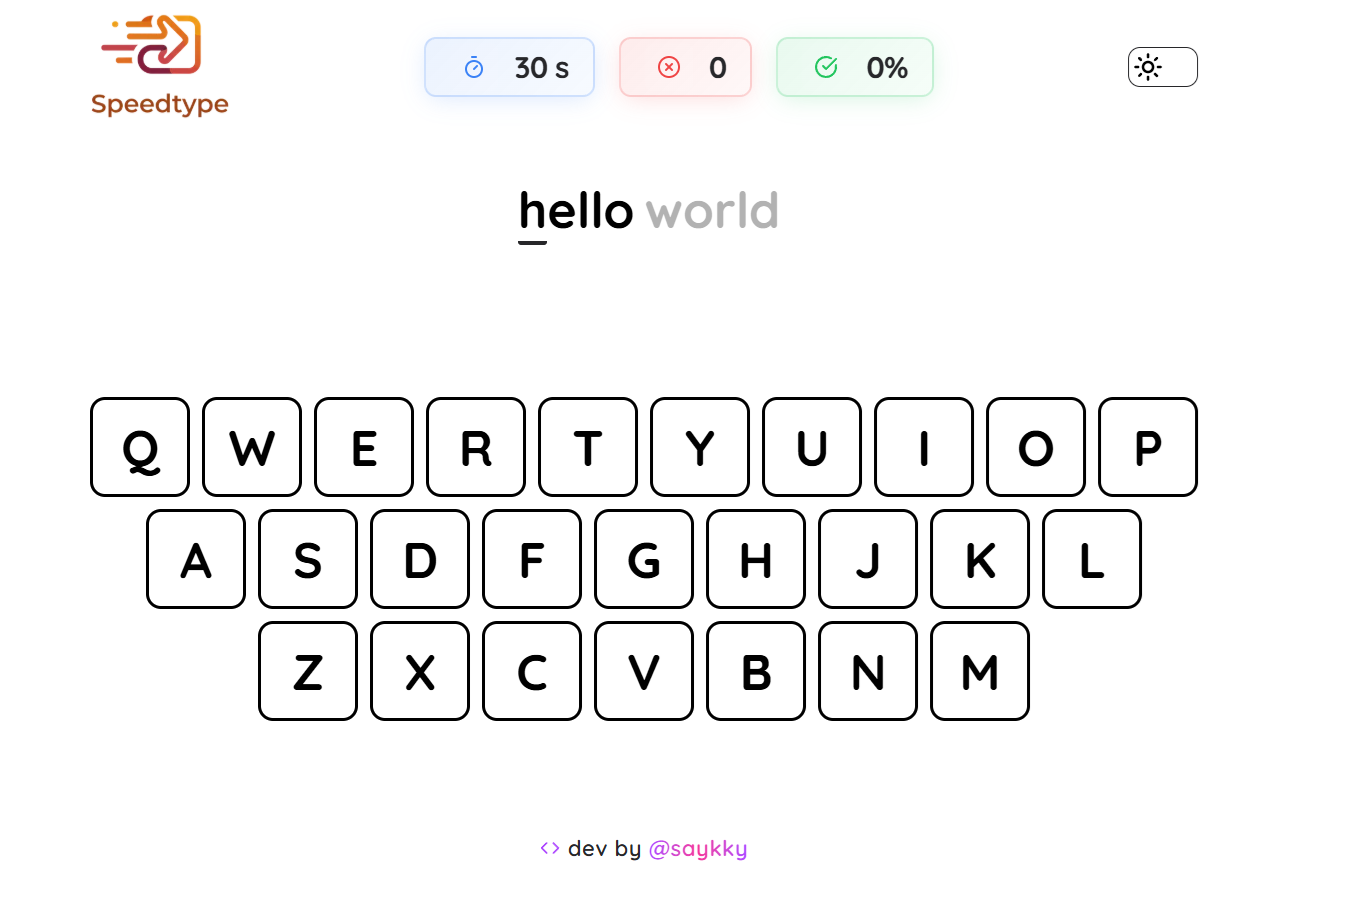 Speedtype
30 s
0
0%
hello world
Q W E R T Y U I O P
A S D F G H J K L
Z X C V B N M
<> dev by @saykky